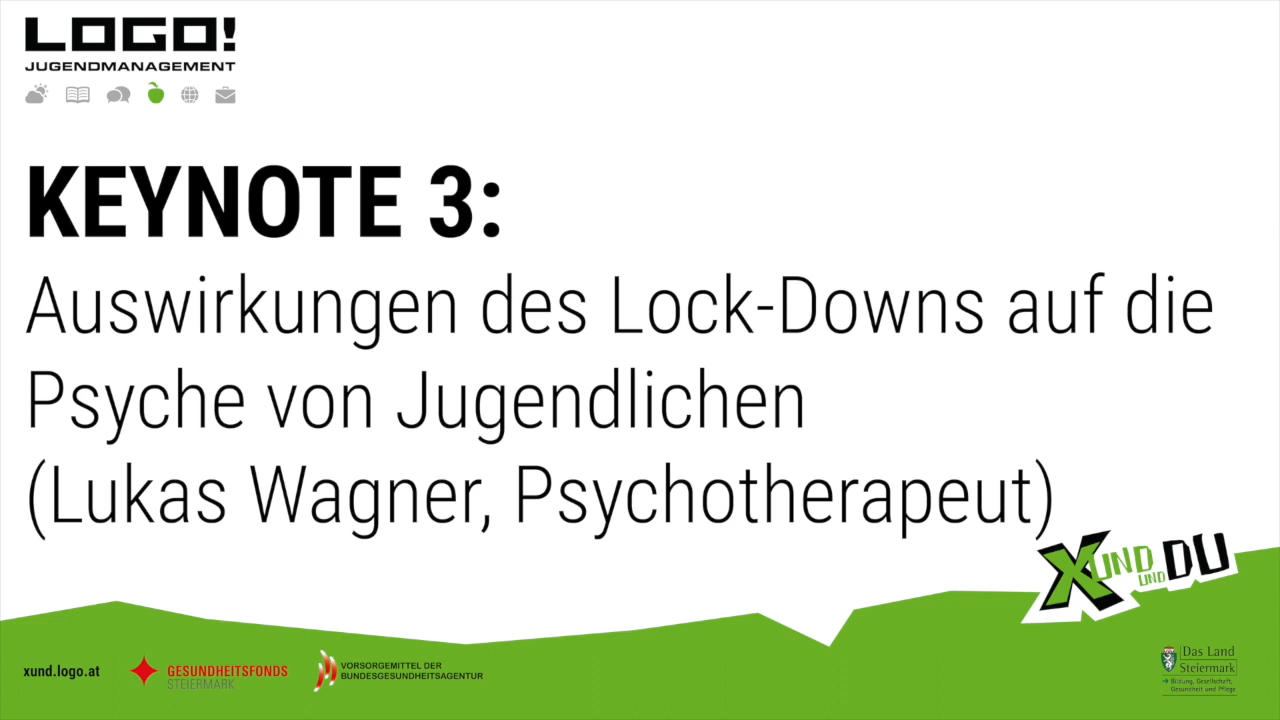 LOGO!
JUGENDMANAGEMENT
KEYNOTE 3:
Auswirkungen des Lock-Downs auf die
Psyche von Jugendlichen
(Lukas Wagner, Psychotherapeut)
XUND UND DU
xund.logo.at
GESUNDHEITSFONDS
STEIERMARK
VORSORGEMITTEL DER
BUNDESGESUNDHEITSAGENTUR
Das Land
Steiermark
→ Bildung, Gesellschaft,
Gesundheit und Pflege